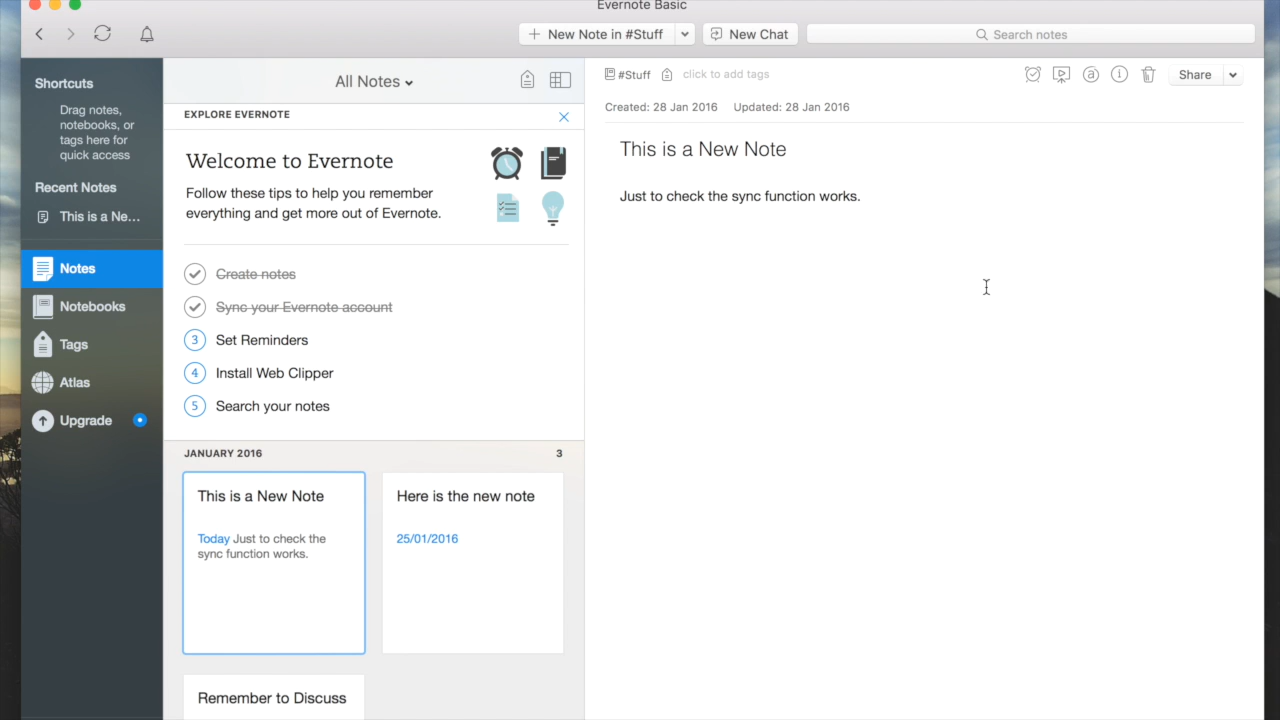 Evernote Basic
New Note in #Stuff
New Chat
Search notes
Shortcuts
Drag notes,
notebooks, or
tags here for
quick access
Recent Notes
This is a Ne...
Notes
Notebooks
Tags
Atlas
Upgrade
All Notes
EXPLORE EVERNOTE
Welcome to Evernote
Follow these tips to help you remember
everything and get more out of Evernote.
Create notes
Sync your Evernote account
3 Set Reminders
4 Install Web Clipper
5 Search your notes
JANUARY 2016 3
This is a New Note
Today Just to check the
sync function works.
Here is the new note
25/01/2016
Remember to Discuss
#Stuff click to add tags
Share
Created: 28 Jan 2016 Updated: 28 Jan 2016
This is a New Note
Just to check the sync function works.